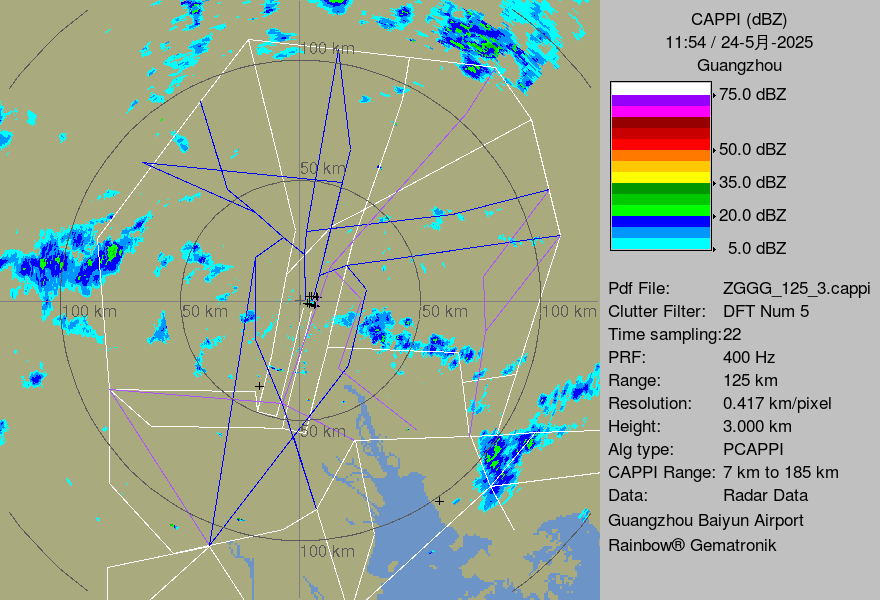 CAPPI (dBZ)
11:54 / 24-5月-2025
Guangzhou
75.0 dBZ
50.0 dBZ
35.0 dBZ
20.0 dBZ
5.0 dBZ
Pdf File: ZGGG_125_3.cappi
Clutter Filter: DFT Num 5
Time sampling:22
PRF: 400 Hz
Range: 125 km
Resolution: 0.417 km/pixel
Height: 3.000 km
Alg type: PCAPPI
CAPPI Range: 7 km to 185 km
Data: Radar Data
Guangzhou Baiyun Airport
Rainbow® Gematronik
100 km
50 km
100 km
50 km
50 km
100 km
50 km
100 km